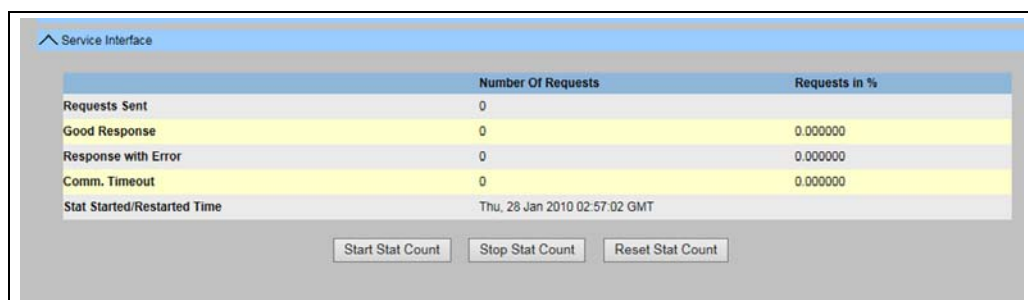 Service Interface
Number Of Requests Requests in %
Requests Sent 0
Good Response 0 0.000000
Response with Error 0 0.000000
Comm. Timeout 0 0.000000
Stat Started/Restarted Time Thu, 28 Jan 2010 02:57:02 GMT
Start Stat Count Stop Stat Count Reset Stat Count